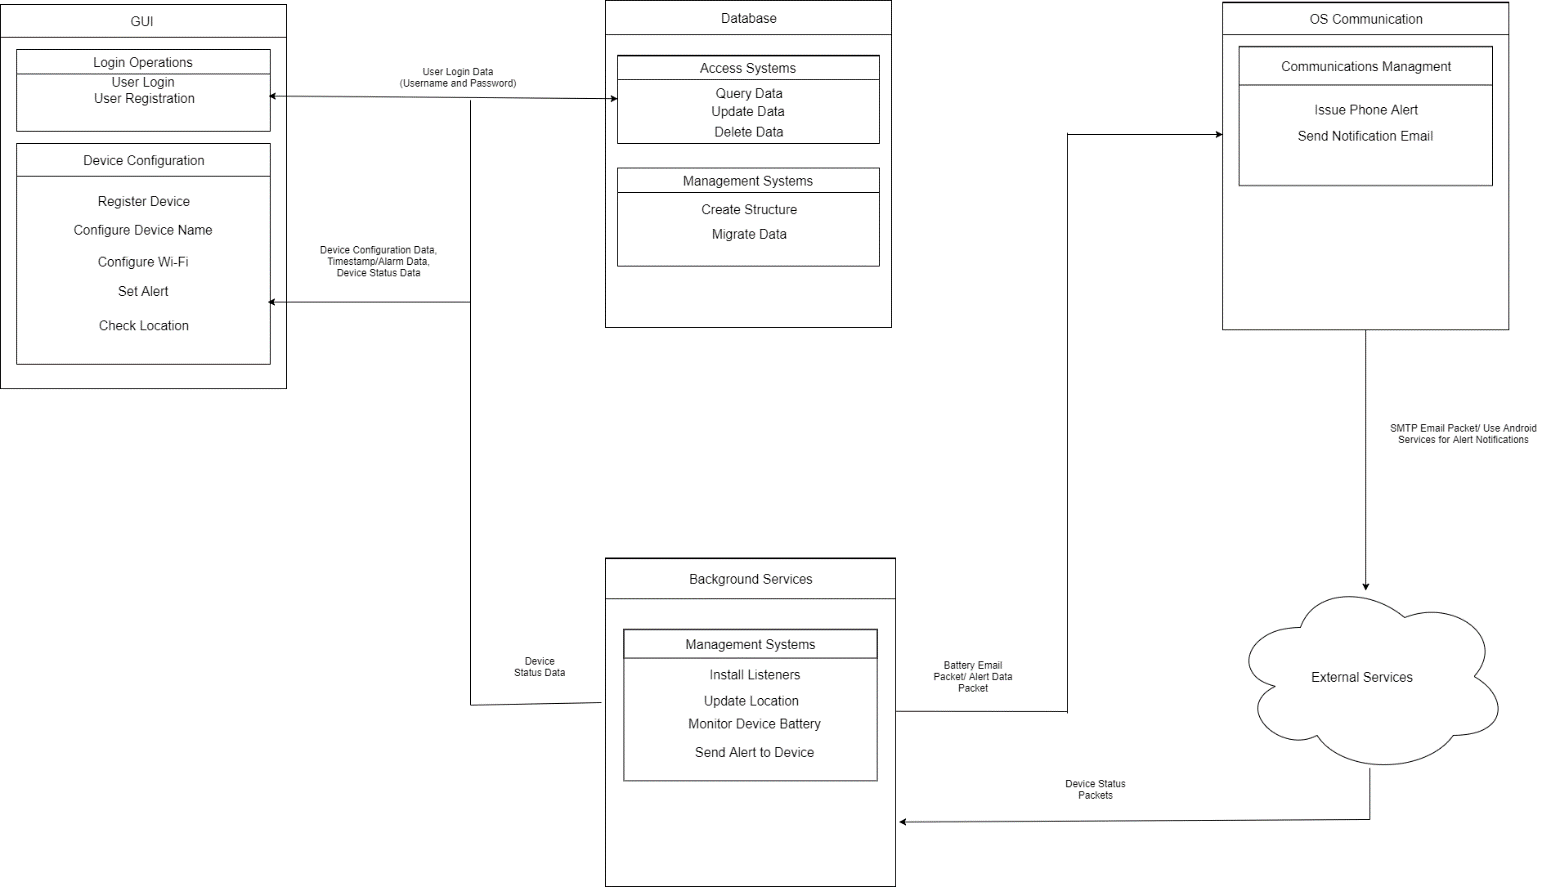 GUI
Login Operations
User Login
User Registration
Device Configuration
Register Device
Configure Device Name
Configure Wi-Fi
Set Alert
Check Location
User Login Data
(Username and Password)
Device Configuration Data,
Timestamp/Alarm Data,
Device Status Data
Database
Access Systems
Query Data
Update Data
Delete Data
Management Systems
Create Structure
Migrate Data
OS Communication
Communications Managment
Issue Phone Alert
Send Notification Email
SMTP Email Packet/ Use Android
Services for Alert Notifications
Background Services
Management Systems
Install Listeners
Update Location
Monitor Device Battery
Send Alert to Device
Device
Status Data
Battery Email
Packet/ Alert Data
Packet
External Services
Device Status
Packets